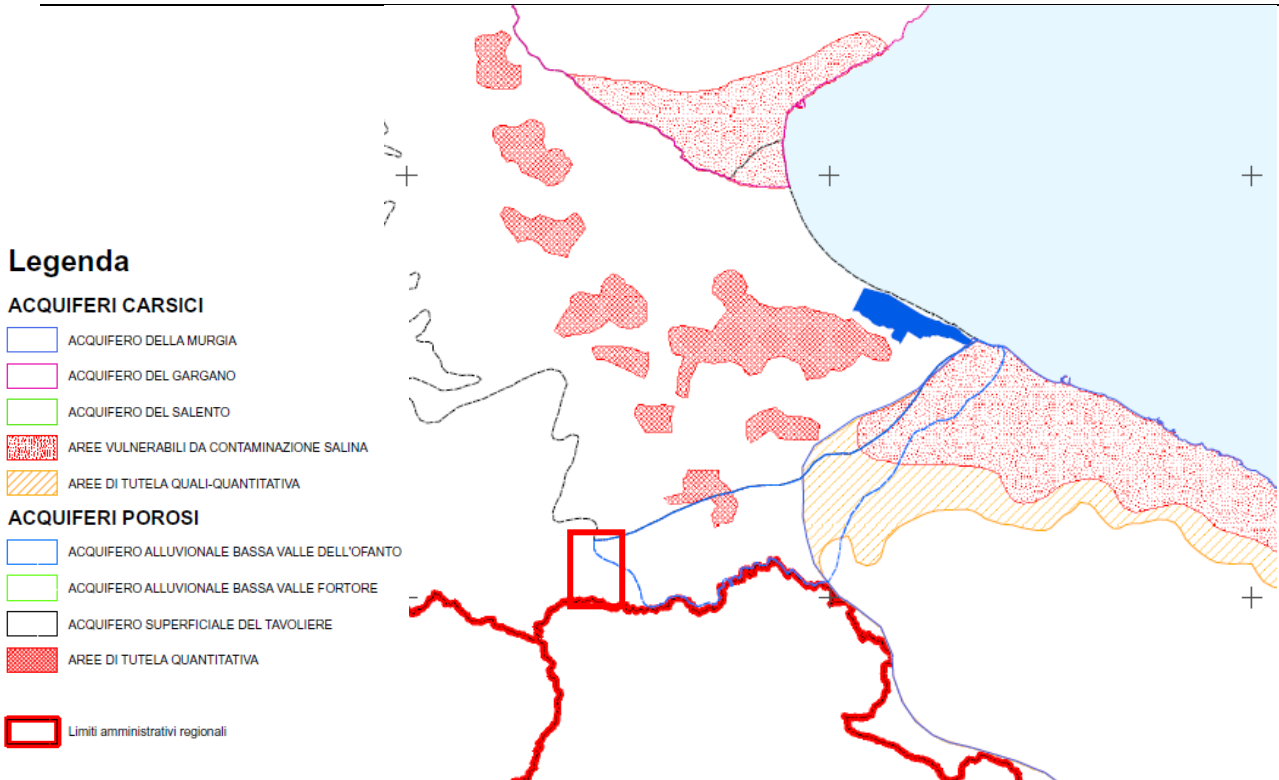 Legenda
ACQUIFERI CARSICI
ACQUIFERO DELLA MURGIA
ACQUIFERO DEL GARGANO
ACQUIFERO DEL SALENTO
AREE VULNERABILI DA CONTAMINAZIONE SALINA
AREE DI TUTELA QUALI-QUANTITATIVA
ACQUIFERI POROSI
ACQUIFERO ALLUVIONALE BASSA VALLE DELL'OFANTO
ACQUIFERO ALLUVIONALE BASSA VALLE FORTORE
ACQUIFERO SUPERFICIALE DEL TAVOLIERE
AREE DI TUTELA QUANTITATIVA
Limiti amministrativi regionali